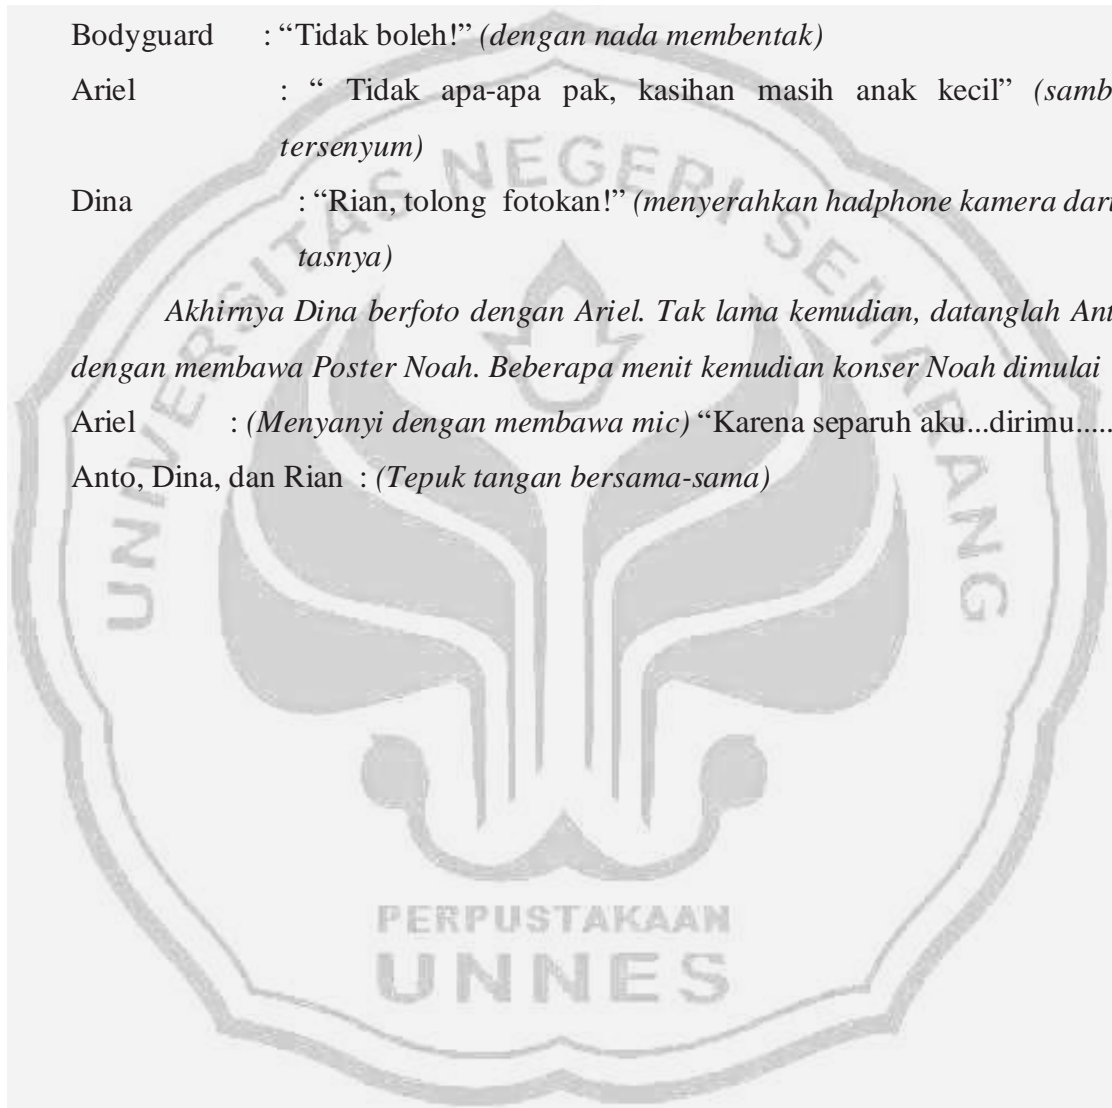 Bodyguard : “Tidak boleh!” (dengan nada membentak)
Ariel : “ Tidak apa-apa pak, kasihan masih anak kecil” (samb
tersenyum)
Dina : “Rian, tolong fotokan!” (menyerahkan hadphone kamera dari
tasnya)
Akhirnya Dina berfoto dengan Ariel. Tak lama kemudian, datanglah Ant
dengan membawa Poster Noah. Beberapa menit kemudian konser Noah dimulai
Ariel : (Menyanyi dengan membawa mic) “Karena separuh aku...dirimu.....
Anto, Dina, dan Rian : (Tepuk tangan bersama-sama)
UNIVERSITAS NEGERI SEMARANG
PERPUSTAKAAN
UNNES